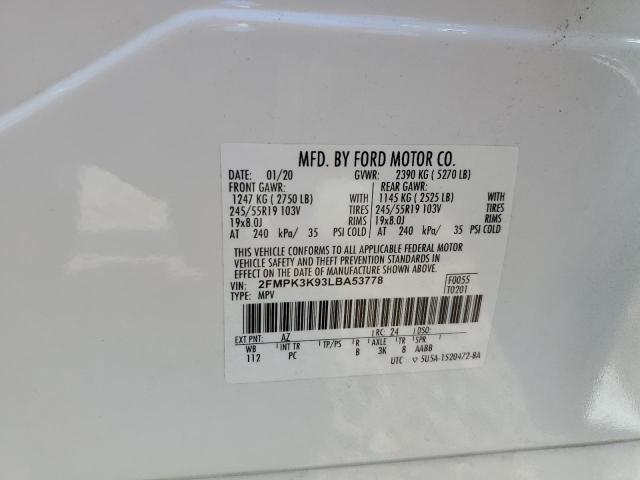 MFD. BY FORD MOTOR CO.
DATE: 01/20 GVWR: 2390 KG ( 5270 LB)
FRONT GAWR: REAR GAWR:
1247 KG ( 2750 LB) WITH 1145 KG ( 2525 LB) WITH
245/55R19 103V TIRES 245/55R19 103V TIRES
19x8.0J RIMS 19x8.0J RIMS
AT 240 kPa/ 35 PSI COLD AT 240 kPa/ 35 PSI COLD
THIS VEHICLE CONFORMS TO ALL APPLICABLE FEDERAL MOTOR
VEHICLE SAFETY AND THEFT PREVENTION STANDARDS IN
EFFECT ON THE DATE OF MANUFACTURE SHOWN ABOVE.
VIN: 2FMPK3K93LBA53778 F0055
TYPE: MPV T0201
EXT PNT: AZ RC: 24 DSO:
WB INT TR TP/PS R AXLE TR SPR
112 PC B 3K 8 AABB
UTC 5U5A-1520472-BA